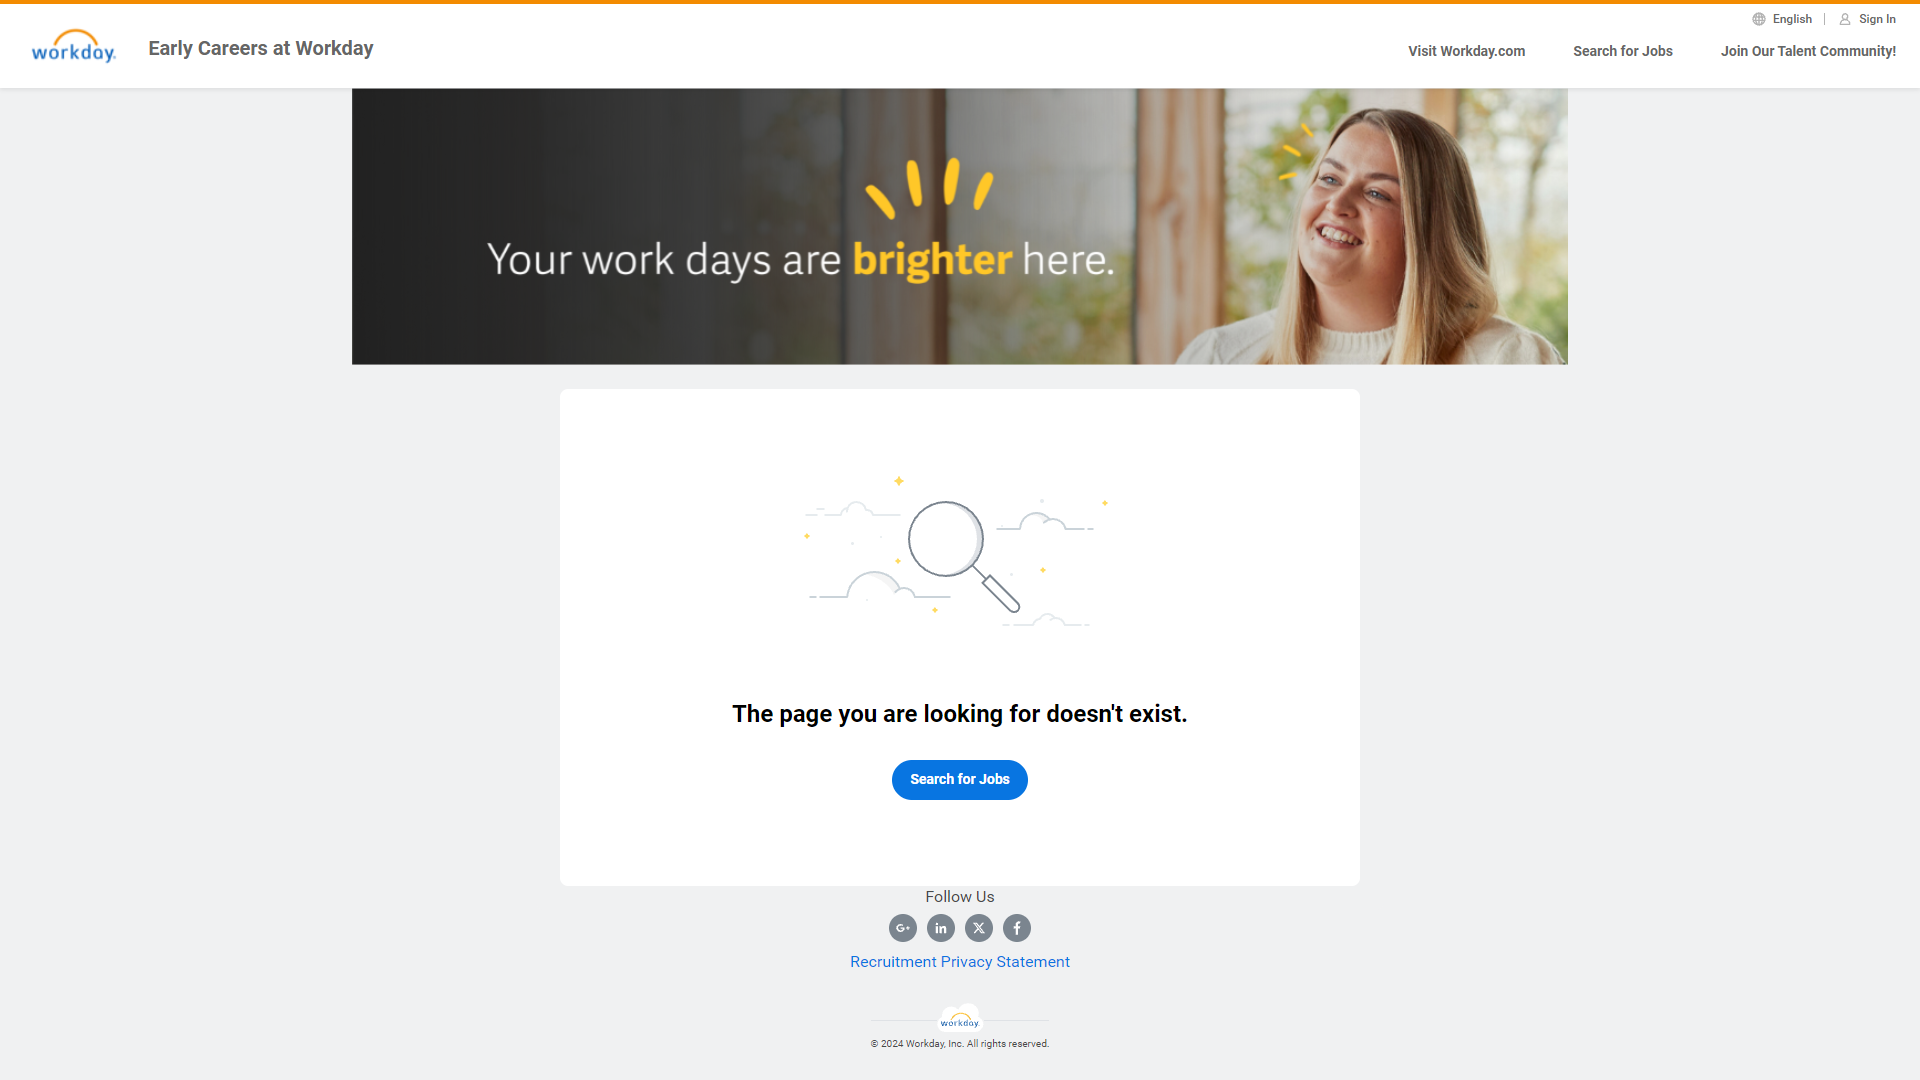 English
Sign In
workday.
Early Careers at Workday
Visit Workday.com
Search for Jobs
Join Our Talent Community!
Your work days are brighter here.
The page you are looking for doesn't exist.
Search for Jobs
Follow Us
G+
in
X
f
Recruitment Privacy Statement
workday.
© 2024 Workday, Inc. All rights reserved.